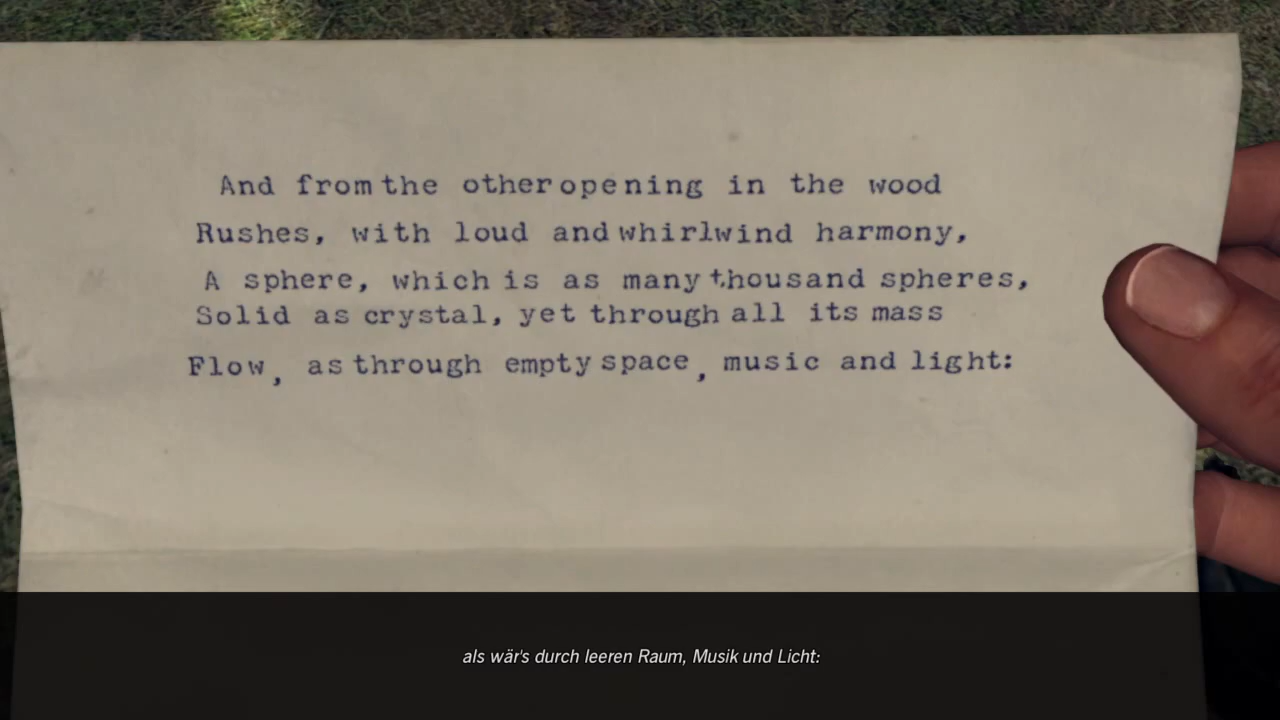 And from the other opening in the wood
Rushes, with loud and whirlwind harmony,
A sphere, which is as many thousand spheres,
Solid as crystal, yet through all its mass
Flow, as through empty space, music and light:
als wär's durch leeren Raum, Musik und Licht: